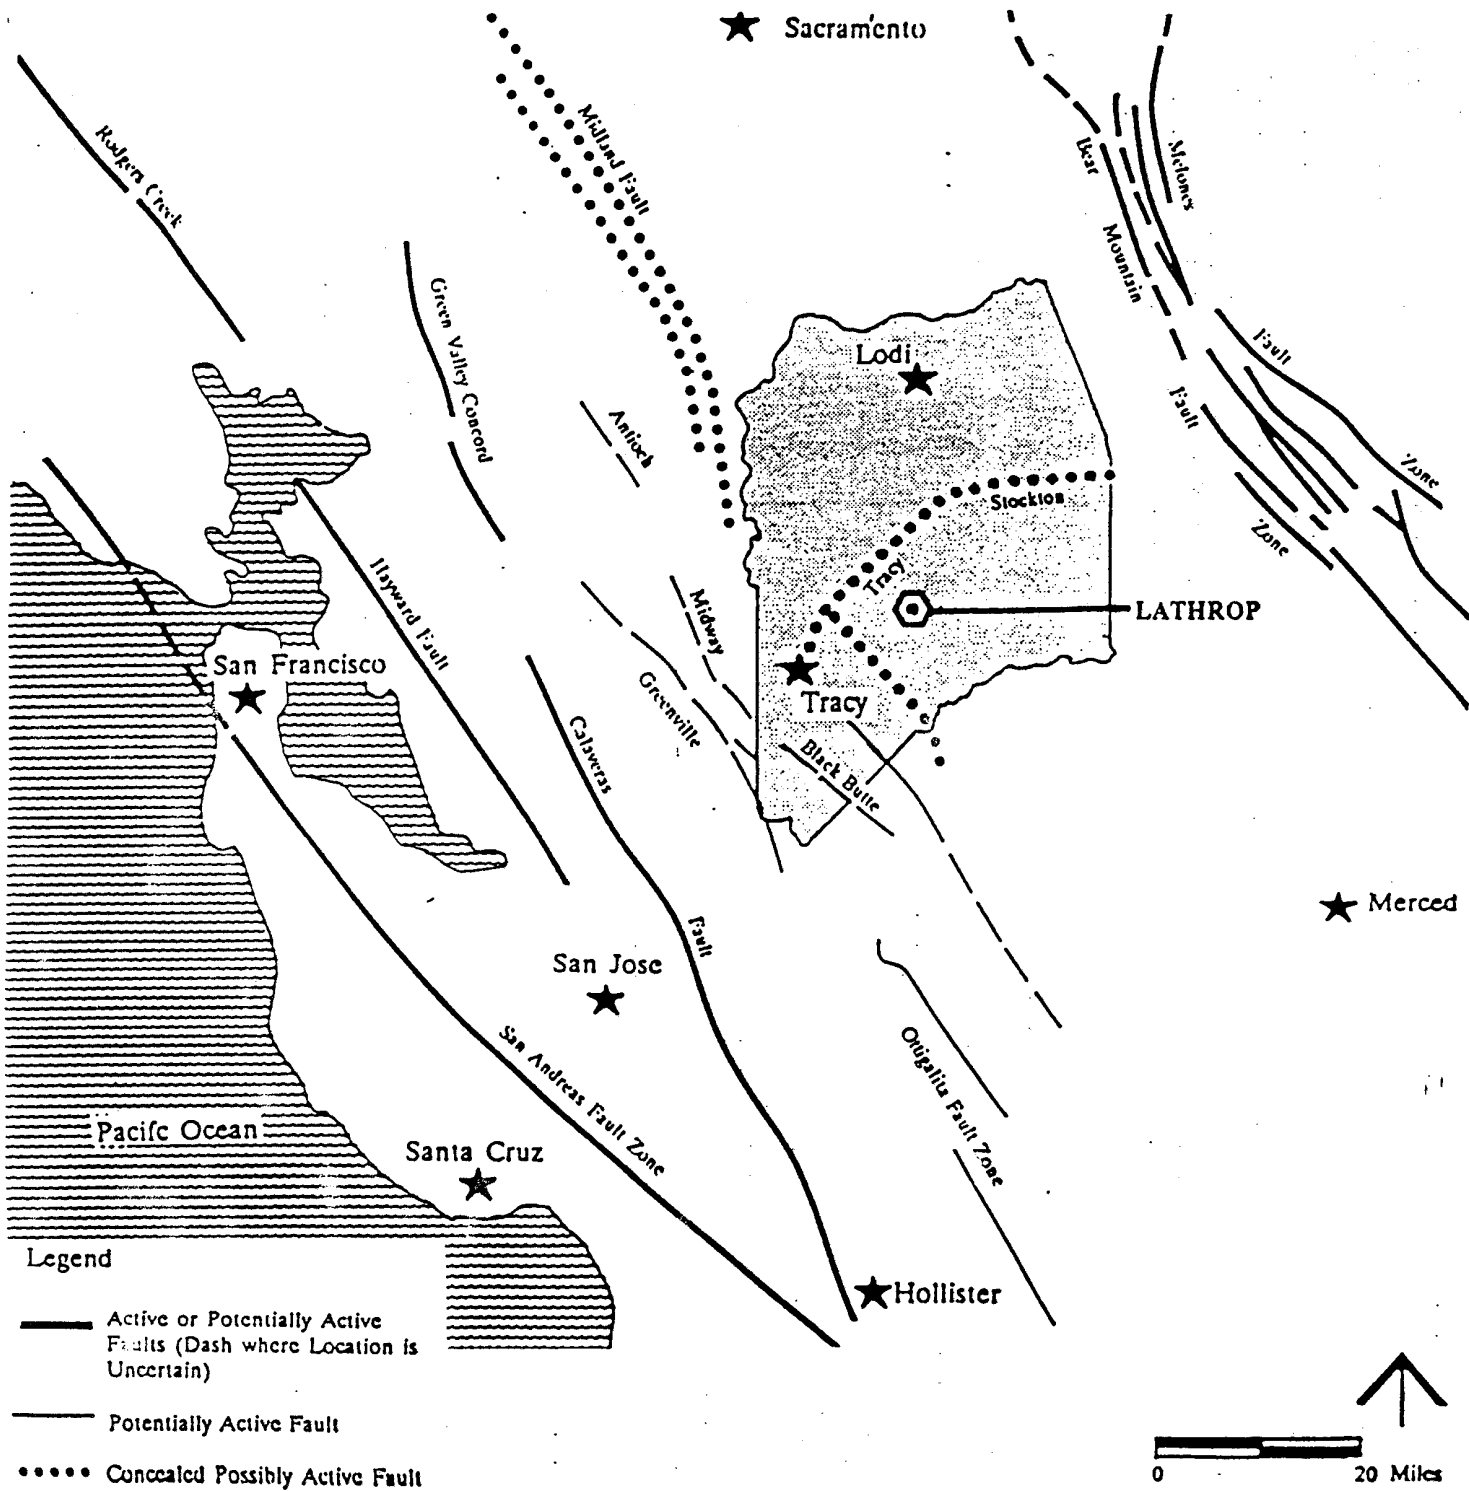 Sacramento
Rodgers Creek
Midland Fault
Bear
Mountain
Fault
Zone
Melones
Fault
Zone
Green Valley Concord
Antioch
Lodi
Stockton
Tracy
LATHROP
Hayward Fault
Midway
San Francisco
Greenville
Tracy
Calaveras
Fault
Black Butte
Merced
San Jose
San Andreas Fault Zone
Ortigalita Fault Zone
Pacifc Ocean
Santa Cruz
Hollister
Legend
Active or Potentially Active
Faults (Dash where Location is
Uncertain)
Potentially Active Fault
Concealed Possibly Active Fault
0 20 Miles